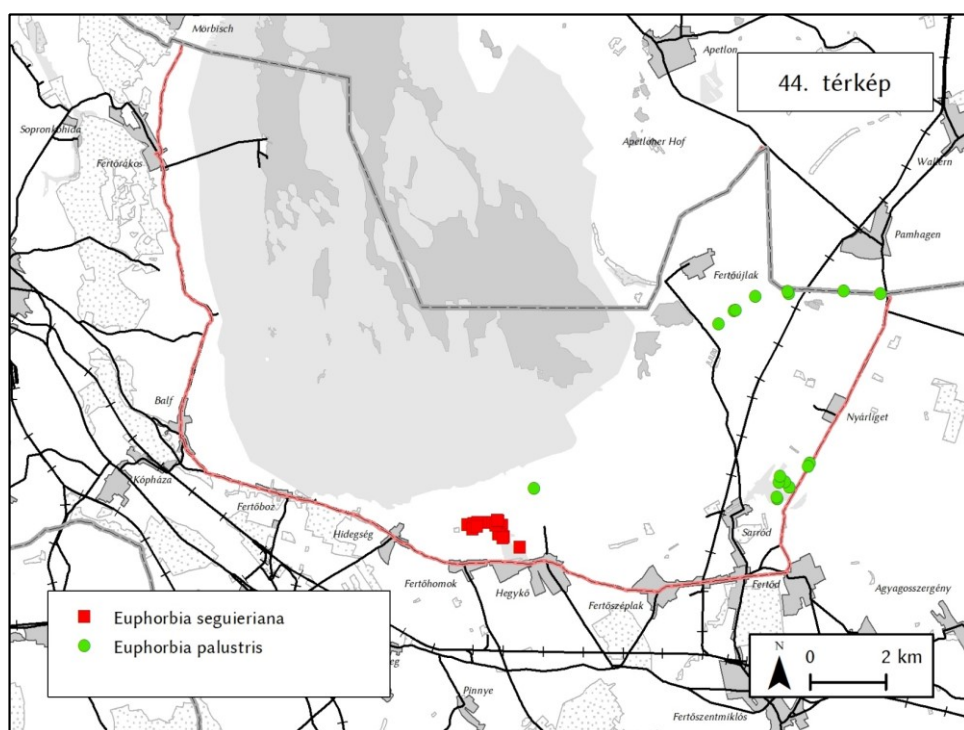 Mörbisch
Apetlon
44. térkép
Sopronkőhida
Fertőrákos
Apetloner Hof
Wallern
Pamhagen
Fertőújlak
Balf
Nyárliget
Kópháza
Fertőboz
Hidegség
Sarród
Fertőhomok
Hegykő
Fertőszéplak
Fertőd
Agyagosszergény
Euphorbia seguieriana
Euphorbia palustris
N
0 2 km
Pinnye
Fertőszentmiklós